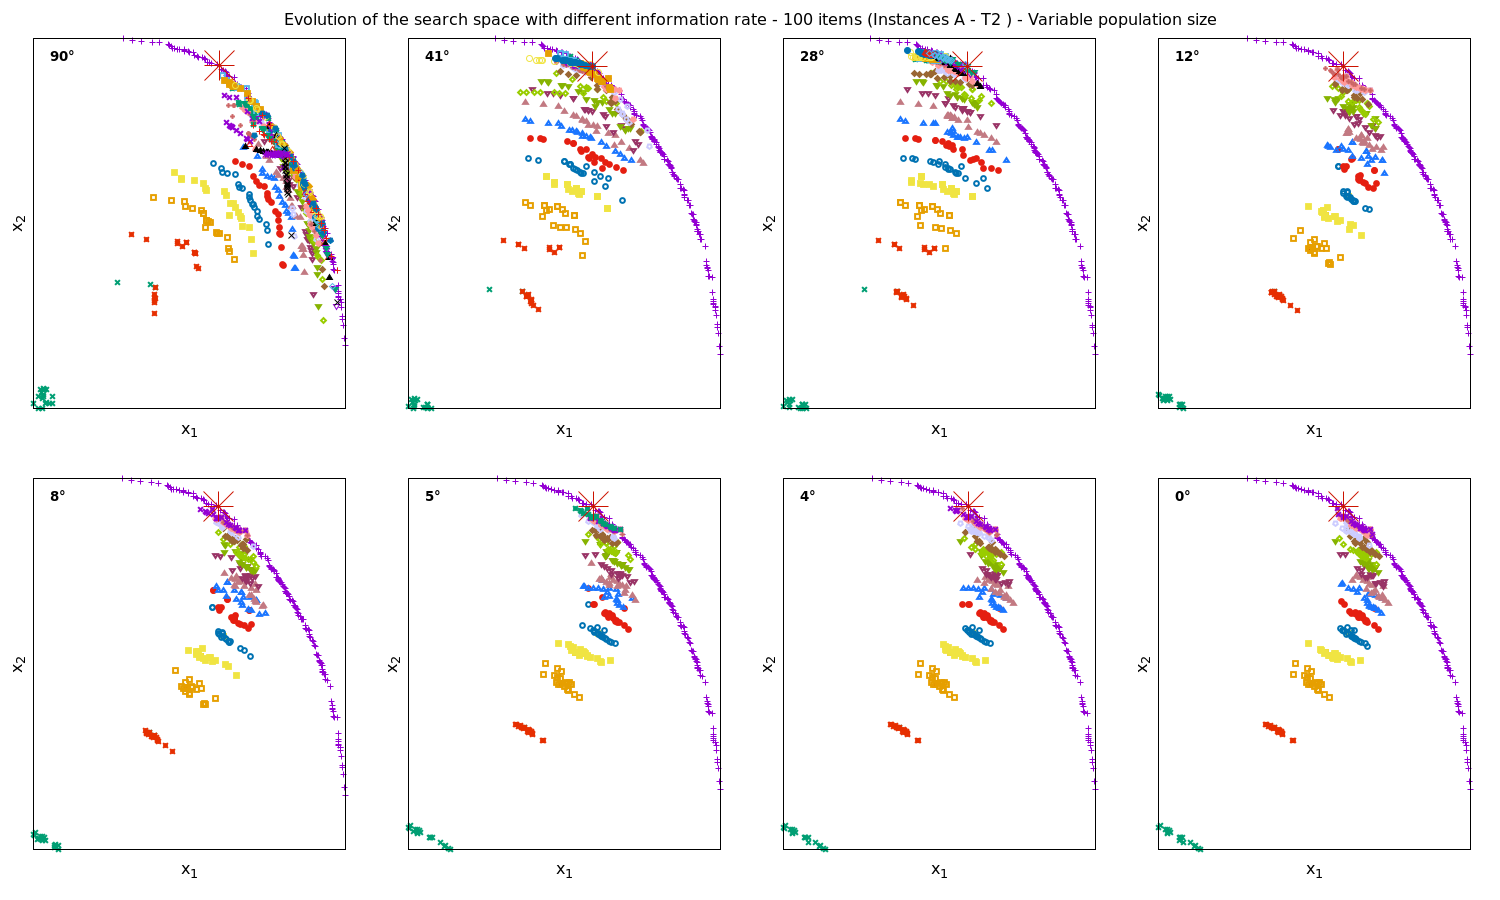 Evolution of the search space with different information rate - 100 items (Instances A - T2 ) - Variable population size
90°
41°
28°
12°
x2
x2
x2
x2
x1
x1
x1
x1
8°
5°
4°
0°
x2
x2
x2
x2
x1
x1
x1
x1